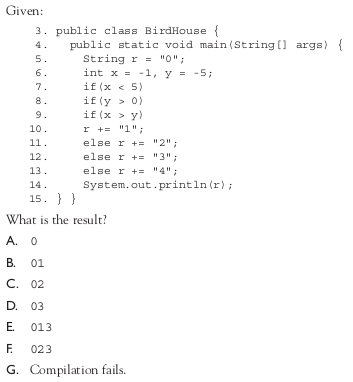 Given:
3. public class BirdHouse {
4. public static void main(String[] args) {
5. String r = "0";
6. int x = -1, y = -5;
7. if(x < 5)
8. if(y > 0)
9. if(x > y)
10. r += "1";
11. else r += "2";
12. else r += "3";
13. else r += "4";
14. System.out.println(r);
15. } }
What is the result?
A. 0
B. 01
C. 02
D. 03
E. 013
F. 023
G. Compilation fails.